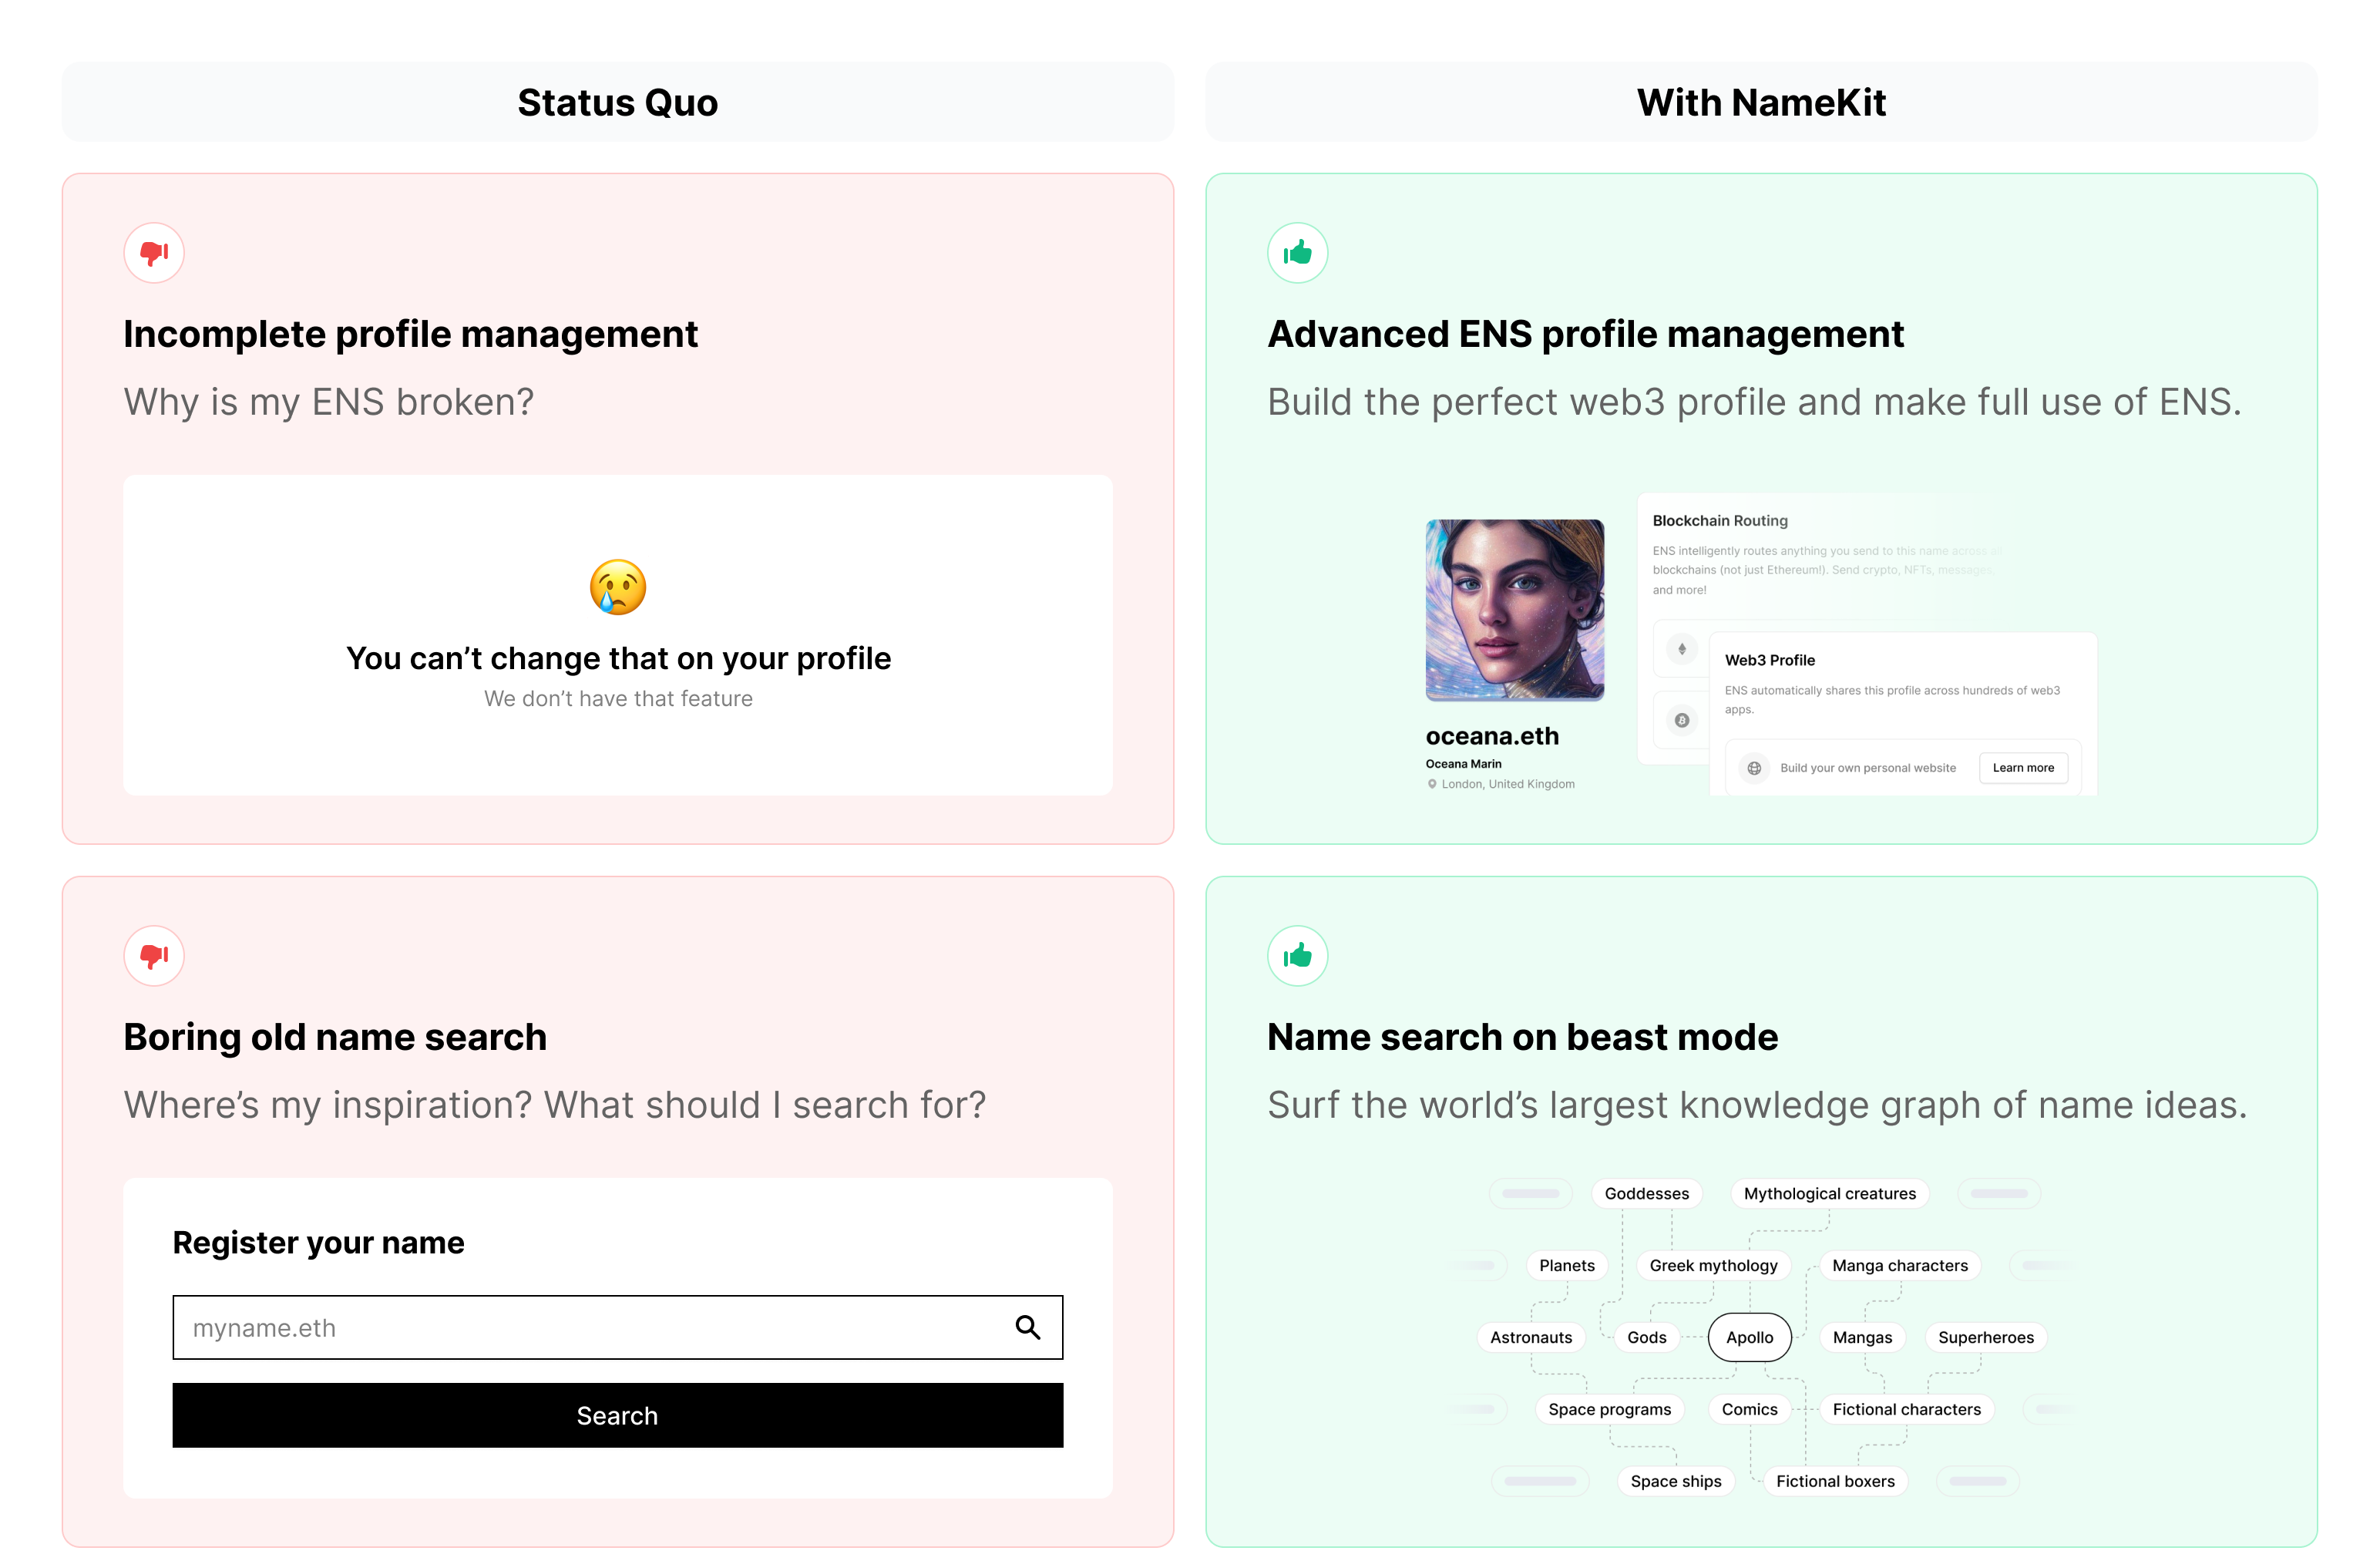 Status Quo
With NameKit
Incomplete profile management
Why is my ENS broken?
😢
You can’t change that on your profile
We don’t have that feature
Advanced ENS profile management
Build the perfect web3 profile and make full use of ENS.
oceana.eth
Oceana Marin
London, United Kingdom
Blockchain Routing
ENS intelligently routes anything you send to this name across
blockchains (not just Ethereum!). Send crypto, NFTs, messages,
and more!
Web3 Profile
ENS automatically shares this profile across hundreds of web3
apps.
Build your own personal website
Learn more
Boring old name search
Where’s my inspiration? What should I search for?
Register your name
myname.eth
Search
Name search on beast mode
Surf the world’s largest knowledge graph of name ideas.
Goddesses
Mythological creatures
Planets
Greek mythology
Manga characters
Astronauts
Gods
Apollo
Mangas
Superheroes
Space programs
Comics
Fictional characters
Space ships
Fictional boxers